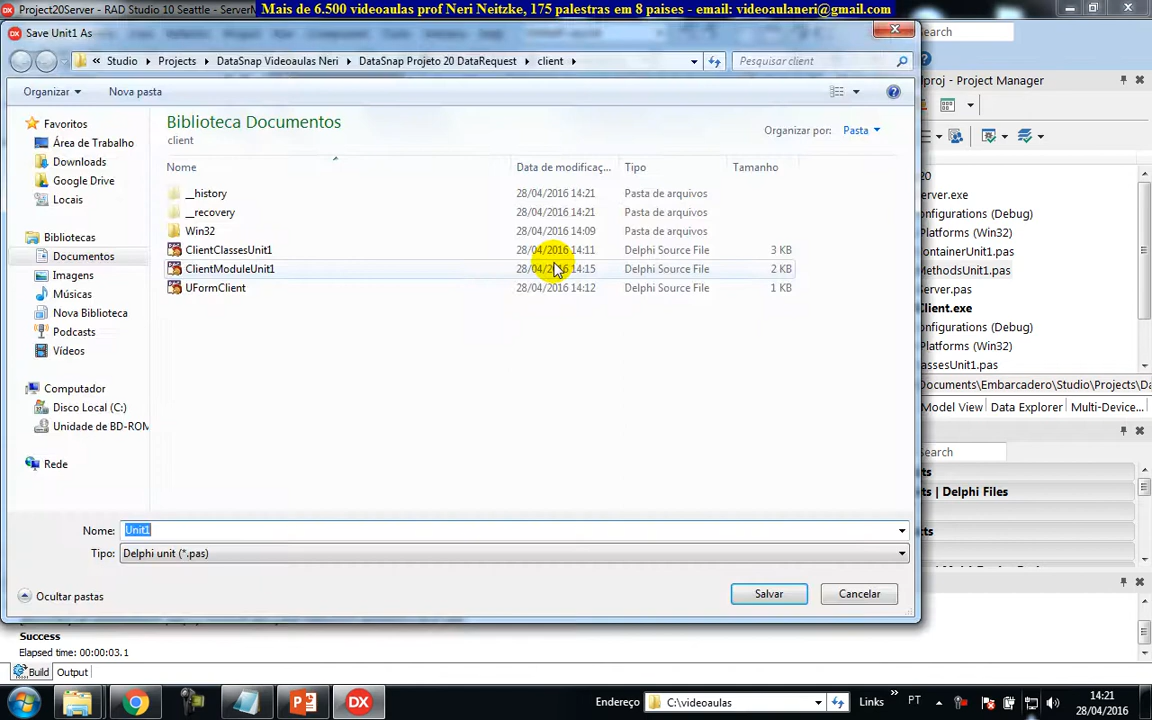 Project20Server - RAD Studio 10 Seattle - ServerM
Mais de 6.500 videoaulas prof Neri Neitzke, 175 palestras em 8 paises - email: videoaulaneri@gmail.com
Save Unit1 As
Studio
Projects
DataSnap Videoaulas Neri
DataSnap Projeto 20 DataRequest
client
Pesquisar client
proj - Project Manager
Organizar
Nova pasta
Favoritos
Área de Trabalho
Downloads
Google Drive
Locais
Bibliotecas
Documentos
Imagens
Músicas
Nova Biblioteca
Podcasts
Vídeos
Computador
Disco Local (C:)
Unidade de BD-ROM
Rede
Biblioteca Documentos
client
Organizar por: Pasta
Nome Data de modificaç... Tipo Tamanho
__history 28/04/2016 14:21 Pasta de arquivos
__recovery 28/04/2016 14:21 Pasta de arquivos
Win32 28/04/2016 14:09 Pasta de arquivos
ClientClassesUnit1 28/04/2016 14:11 Delphi Source File 3 KB
ClientModuleUnit1 28/04/2016 14:15 Delphi Source File 2 KB
UFormClient 28/04/2016 14:12 Delphi Source File 1 KB
Nome: Unit1
Tipo: Delphi unit (*.pas)
Ocultar pastas
Salvar
Cancelar
20
erver.exe
onfigurations (Debug)
Platforms (Win32)
ontainerUnit1.pas
MethodsUnit1.pas
erver.pas
Client.exe
onfigurations (Debug)
Platforms (Win32)
assesUnit1.pas
Documents\Embarcadero\Studio\Projects\Da
Model View
Data Explorer
Multi-Device...
earch
ts
ts | Delphi Files
ts
Success
Elapsed time: 00:00:03.1
Build
Output
Endereço
C:\videoaulas
Links
PT
14:21
28/04/2016